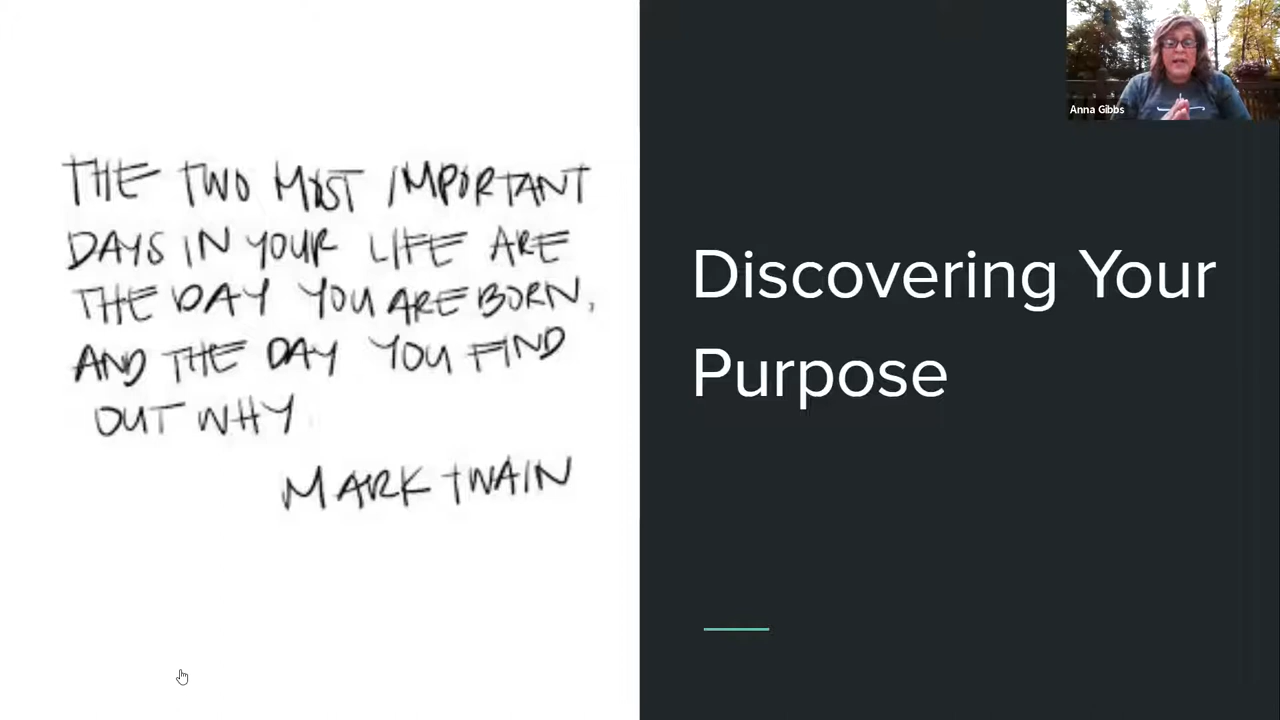 THE TWO MOST IMPORTANT
DAYS IN YOUR LIFE ARE
THE DAY YOU ARE BORN,
AND THE DAY YOU FIND
OUT WHY
MARK TWAIN
Discovering Your
Purpose
Anna Gibbs